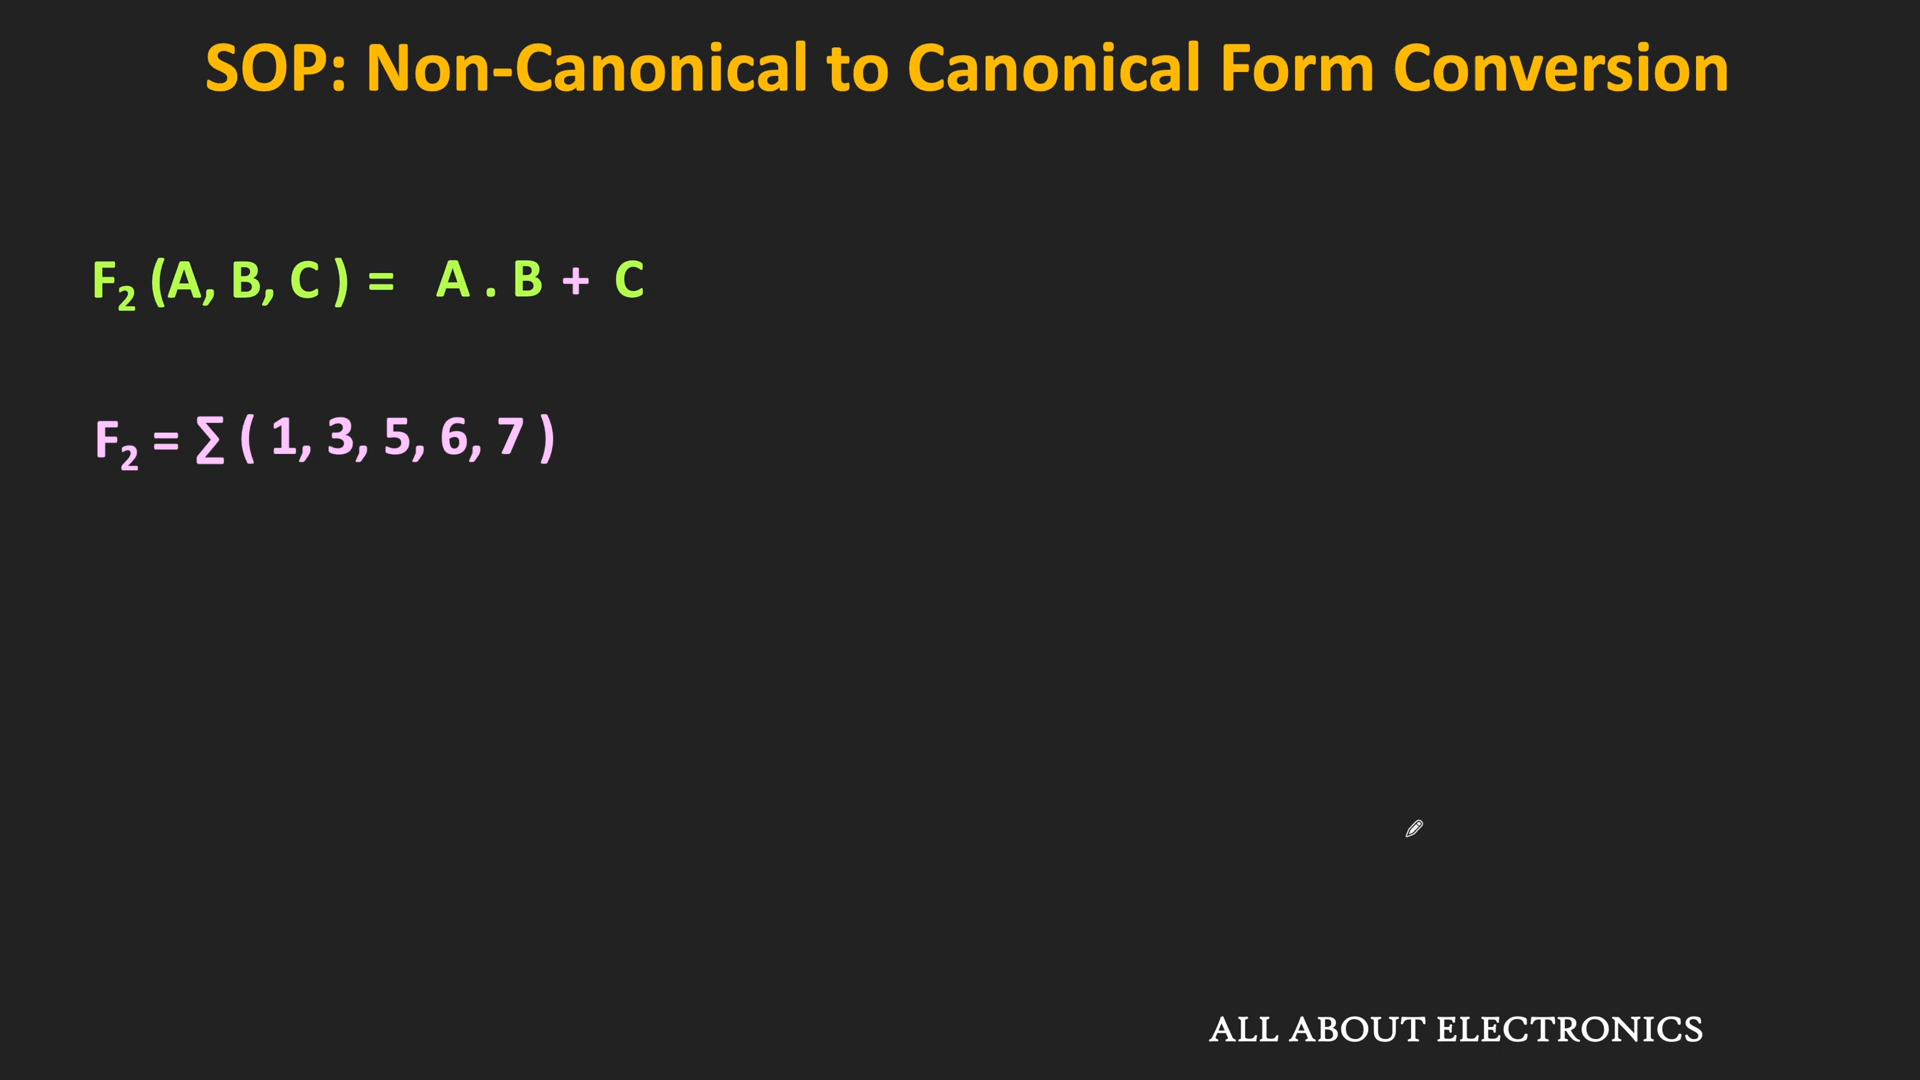 SOP: Non-Canonical to Canonical Form Conversion
F₂ (A, B, C ) = A . B + C
F₂ = ∑ ( 1, 3, 5, 6, 7 )
ALL ABOUT ELECTRONICS